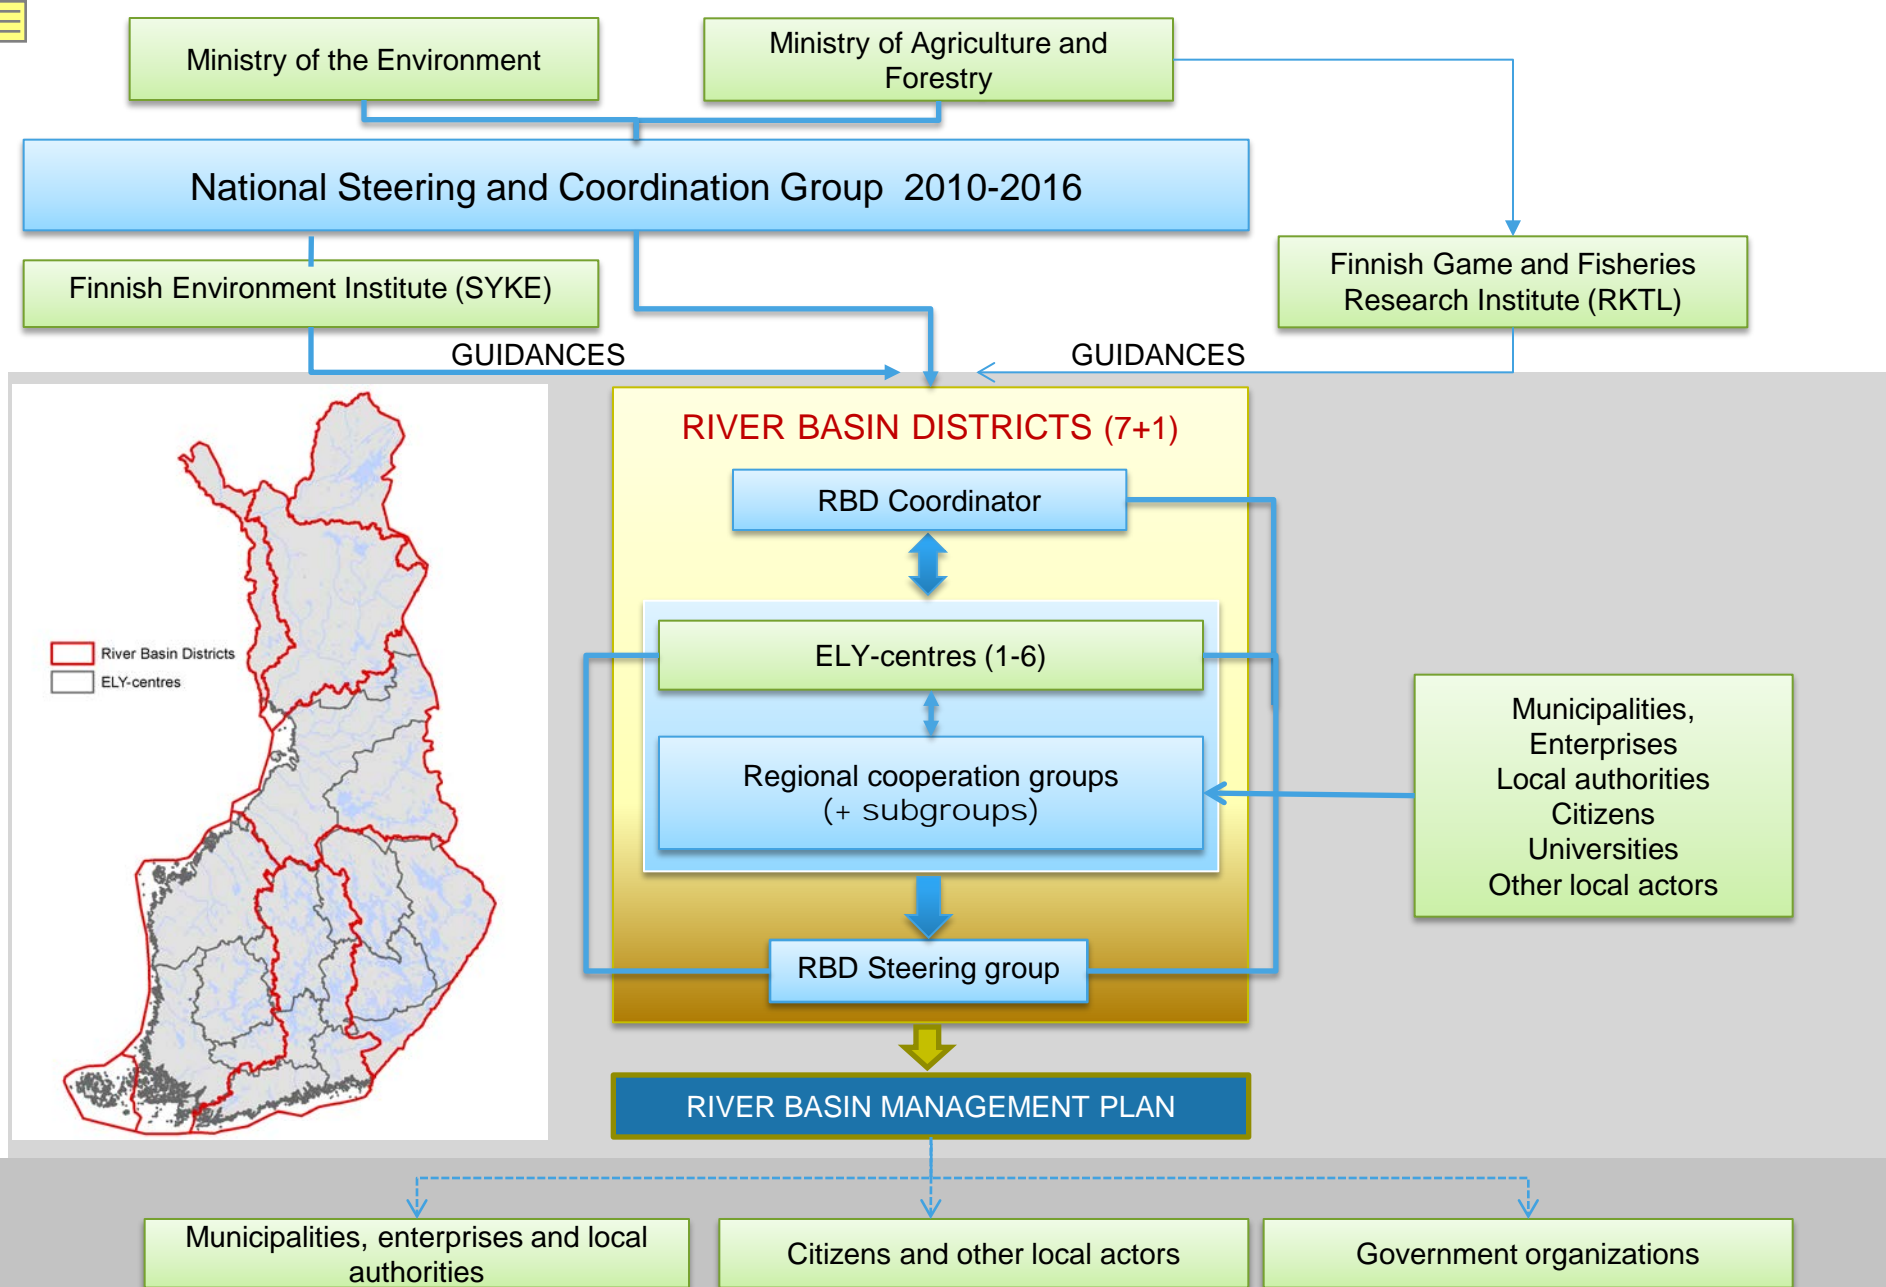 Ministry of the Environment
Ministry of Agriculture and
Forestry
National Steering and Coordination Group 2010-2016
Finnish Environment Institute (SYKE)
Finnish Game and Fisheries
Research Institute (RKTL)
GUIDANCES
GUIDANCES
RIVER BASIN DISTRICTS (7+1)
RBD Coordinator
River Basin Districts
ELY-centres
ELY-centres (1-6)
Regional cooperation groups
(+ subgroups)
Municipalities,
Enterprises
Local authorities
Citizens
Universities
Other local actors
RBD Steering group
RIVER BASIN MANAGEMENT PLAN
Municipalities, enterprises and local
authorities
Citizens and other local actors
Government organizations